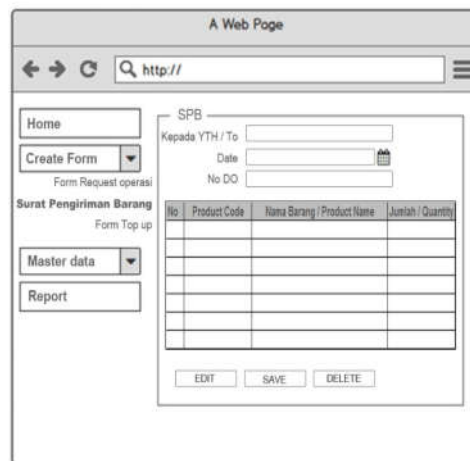 A Web Page
http://
Home
Create Form
Form Request operasi
Surat Pengiriman Barang
Form Top up
Master data
Report
SPB
Kepada YTH / To
Date
No DO
No Product Code Nama Barang / Product Name Jumlah / Quantity
EDIT SAVE DELETE